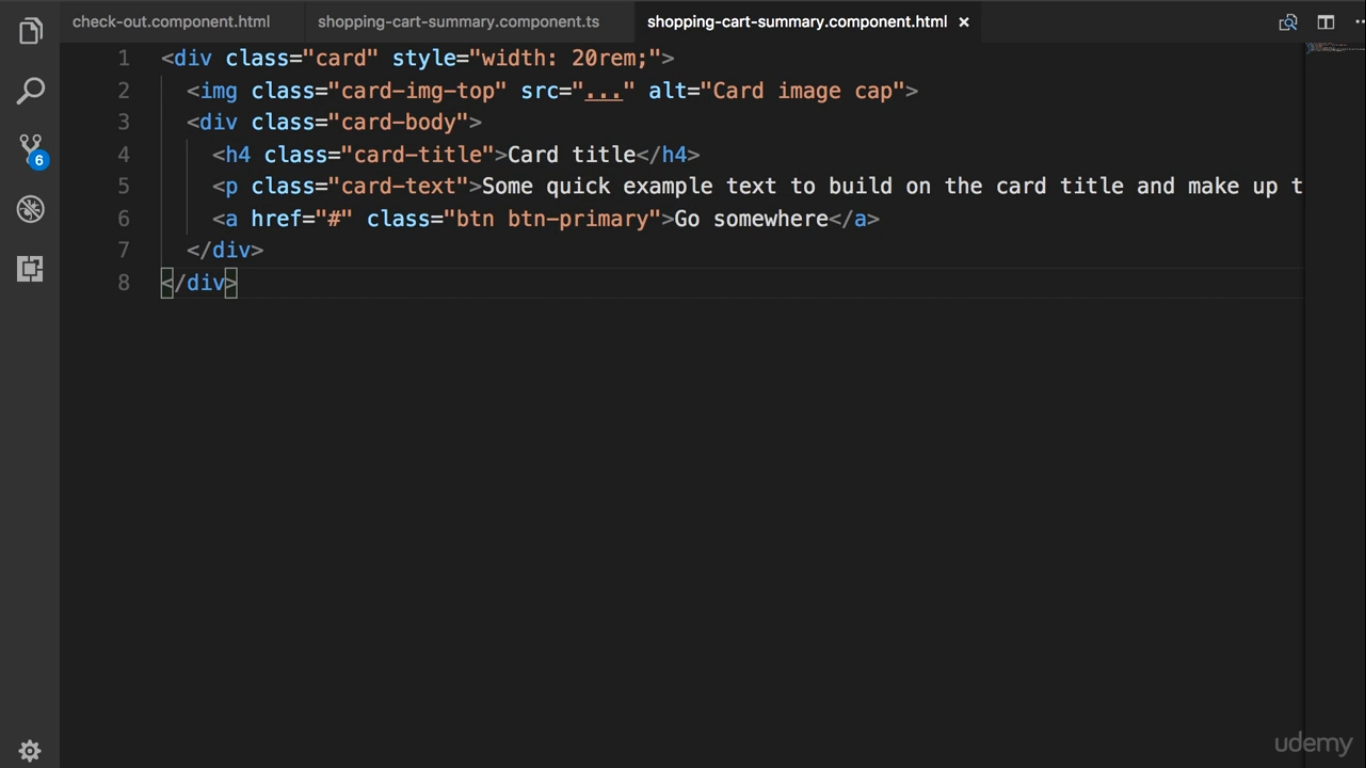 check-out.component.html shopping-cart-summary.component.ts shopping-cart-summary.component.html ×
1 <div class="card" style="width: 20rem;">
2 <img class="card-img-top" src="..." alt="Card image cap">
3 <div class="card-body">
4 <h4 class="card-title">Card title</h4>
5 <p class="card-text">Some quick example text to build on the card title and make up t
6 <a href="#" class="btn btn-primary">Go somewhere</a>
7 </div>
8 </div>
6
udemy